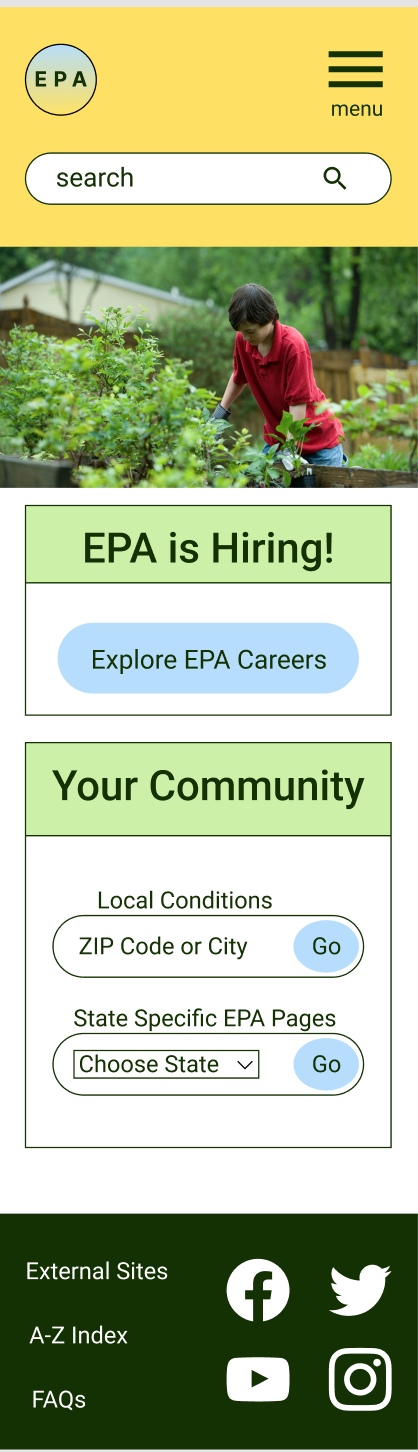 EPA
menu
search
EPA is Hiring!
Explore EPA Careers
Your Community
Local Conditions
ZIP Code or City Go
State Specific EPA Pages
Choose State Go
External Sites
A-Z Index
FAQs